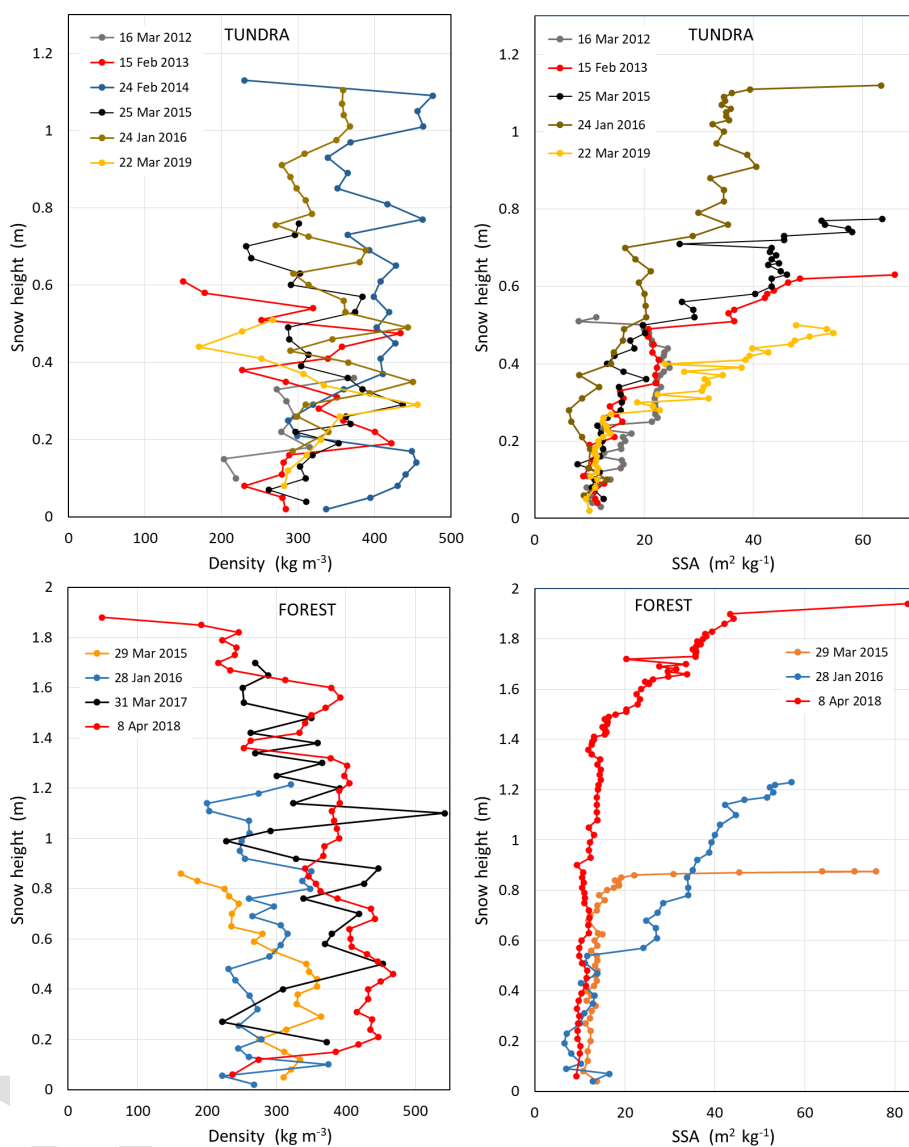 TUNDRA
16 Mar 2012
15 Feb 2013
24 Feb 2014
25 Mar 2015
24 Jan 2016
22 Mar 2019
Snow height (m)
1.2
1
0.8
0.6
0.4
0.2
0
0 100 200 300 400 500
Density (kg m⁻³)
TUNDRA
16 Mar 2012
15 Feb 2013
25 Mar 2015
24 Jan 2016
22 Mar 2019
Snow height (m)
1.2
1
0.8
0.6
0.4
0.2
0
0 20 40 60 80
SSA (m² kg⁻¹)
FOREST
29 Mar 2015
28 Jan 2016
31 Mar 2017
8 Apr 2018
Snow height (m)
2
1.8
1.6
1.4
1.2
1
0.8
0.6
0.4
0.2
0
0 100 200 300 400 500
Density (kg m⁻³)
FOREST
29 Mar 2015
28 Jan 2016
8 Apr 2018
Snow height (m)
2
1.8
1.6
1.4
1.2
1
0.8
0.6
0.4
0.2
0
0 20 40 60 80
SSA (m² kg⁻¹)